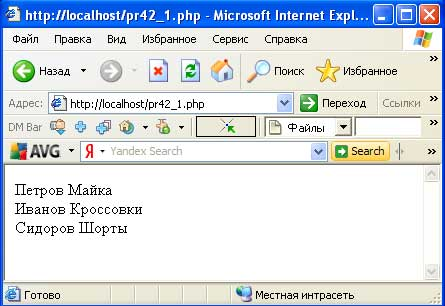 http://localhost/pr42_1.php - Microsoft Internet Expl...
Файл Правка Вид Избранное Сервис Справка
Назад Поиск Избранное
Адрес: http://localhost/pr42_1.php Переход Ссылки
DM Bar Файлы
AVG Я Yandex Search Search
Петров Майка
Иванов Кроссовки
Сидоров Шорты
Готово Местная интрасеть